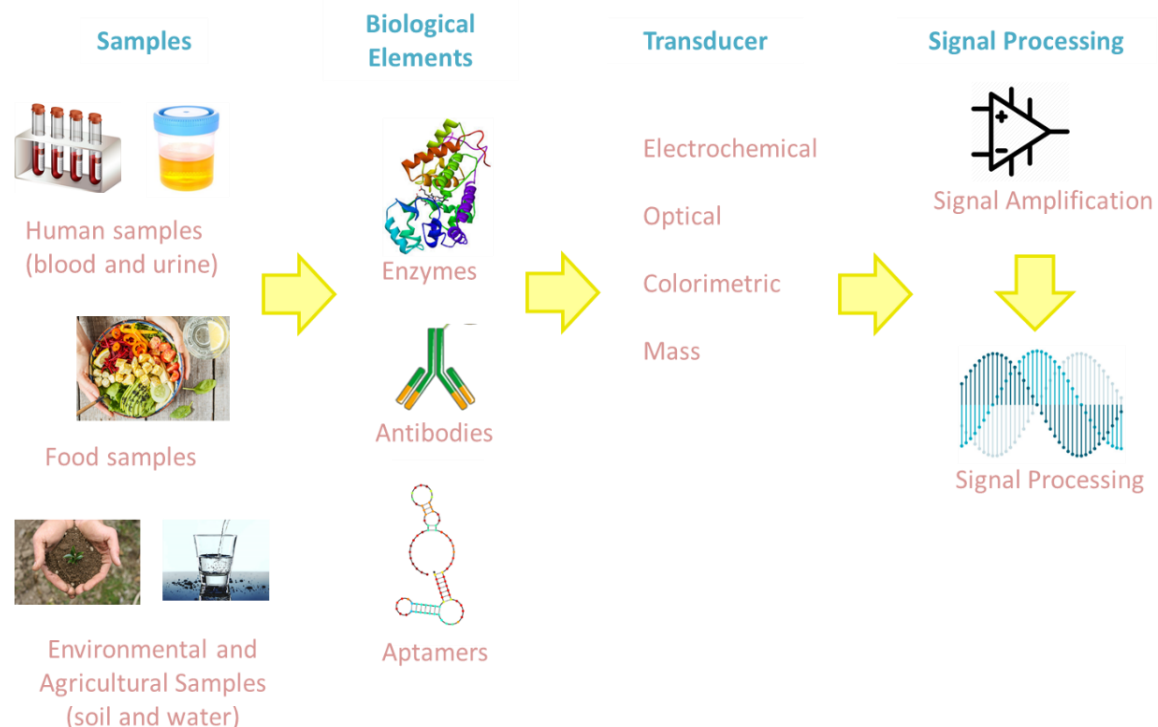 Samples
Biological
Elements
Transducer
Signal Processing
Human samples
(blood and urine)
Food samples
Environmental and
Agricultural Samples
(soil and water)
Enzymes
Antibodies
Aptamers
Electrochemical
Optical
Colorimetric
Mass
+
-
Signal Amplification
Signal Processing